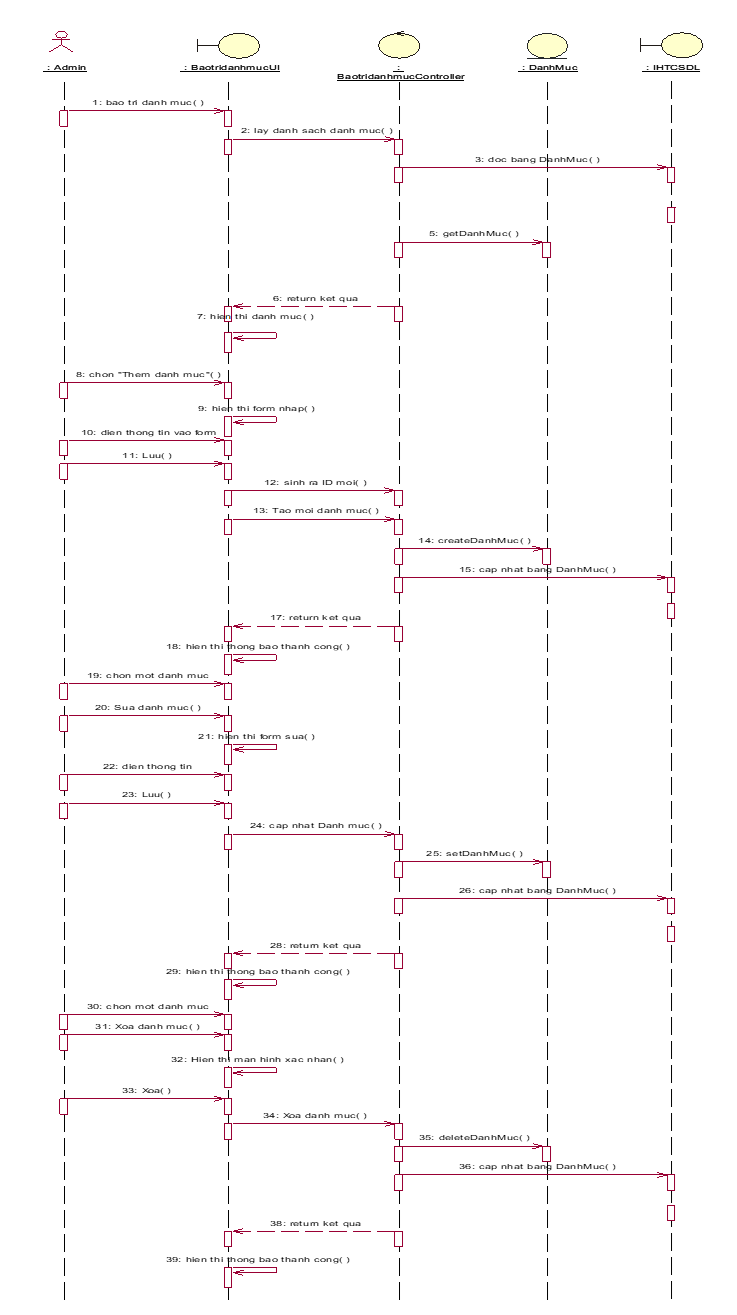 : Admin
: BaotridanhmucUI
:
BaotridanhmucController
: DanhMuc
: IHTCSDL
1: bao tri danh muc( )
2: lay danh sach danh muc( )
3: doc bang DanhMuc( )
5: getDanhMuc( )
6: return ket qua
7: hien thi danh muc( )
8: chon "Them danh muc"( )
9: hien thi form nhap( )
10: dien thong tin vao form
11: Luu( )
12: sinh ra ID moi( )
13: Tao moi danh muc( )
14: createDanhMuc( )
15: cap nhat bang DanhMuc( )
17: return ket qua
18: hien thi thong bao thanh cong( )
19: chon mot danh muc
20: Sua danh muc( )
21: hien thi form sua( )
22: dien thong tin
23: Luu( )
24: cap nhat Danh muc( )
25: setDanhMuc( )
26: cap nhat bang DanhMuc( )
28: return ket qua
29: hien thi thong bao thanh cong( )
30: chon mot danh muc
31: Xoa danh muc( )
32: Hien thi man hinh xac nhan( )
33: Xoa( )
34: Xoa danh muc( )
35: deleteDanhMuc( )
36: cap nhat bang DanhMuc( )
38: return ket qua
39: hien thi thong bao thanh cong( )